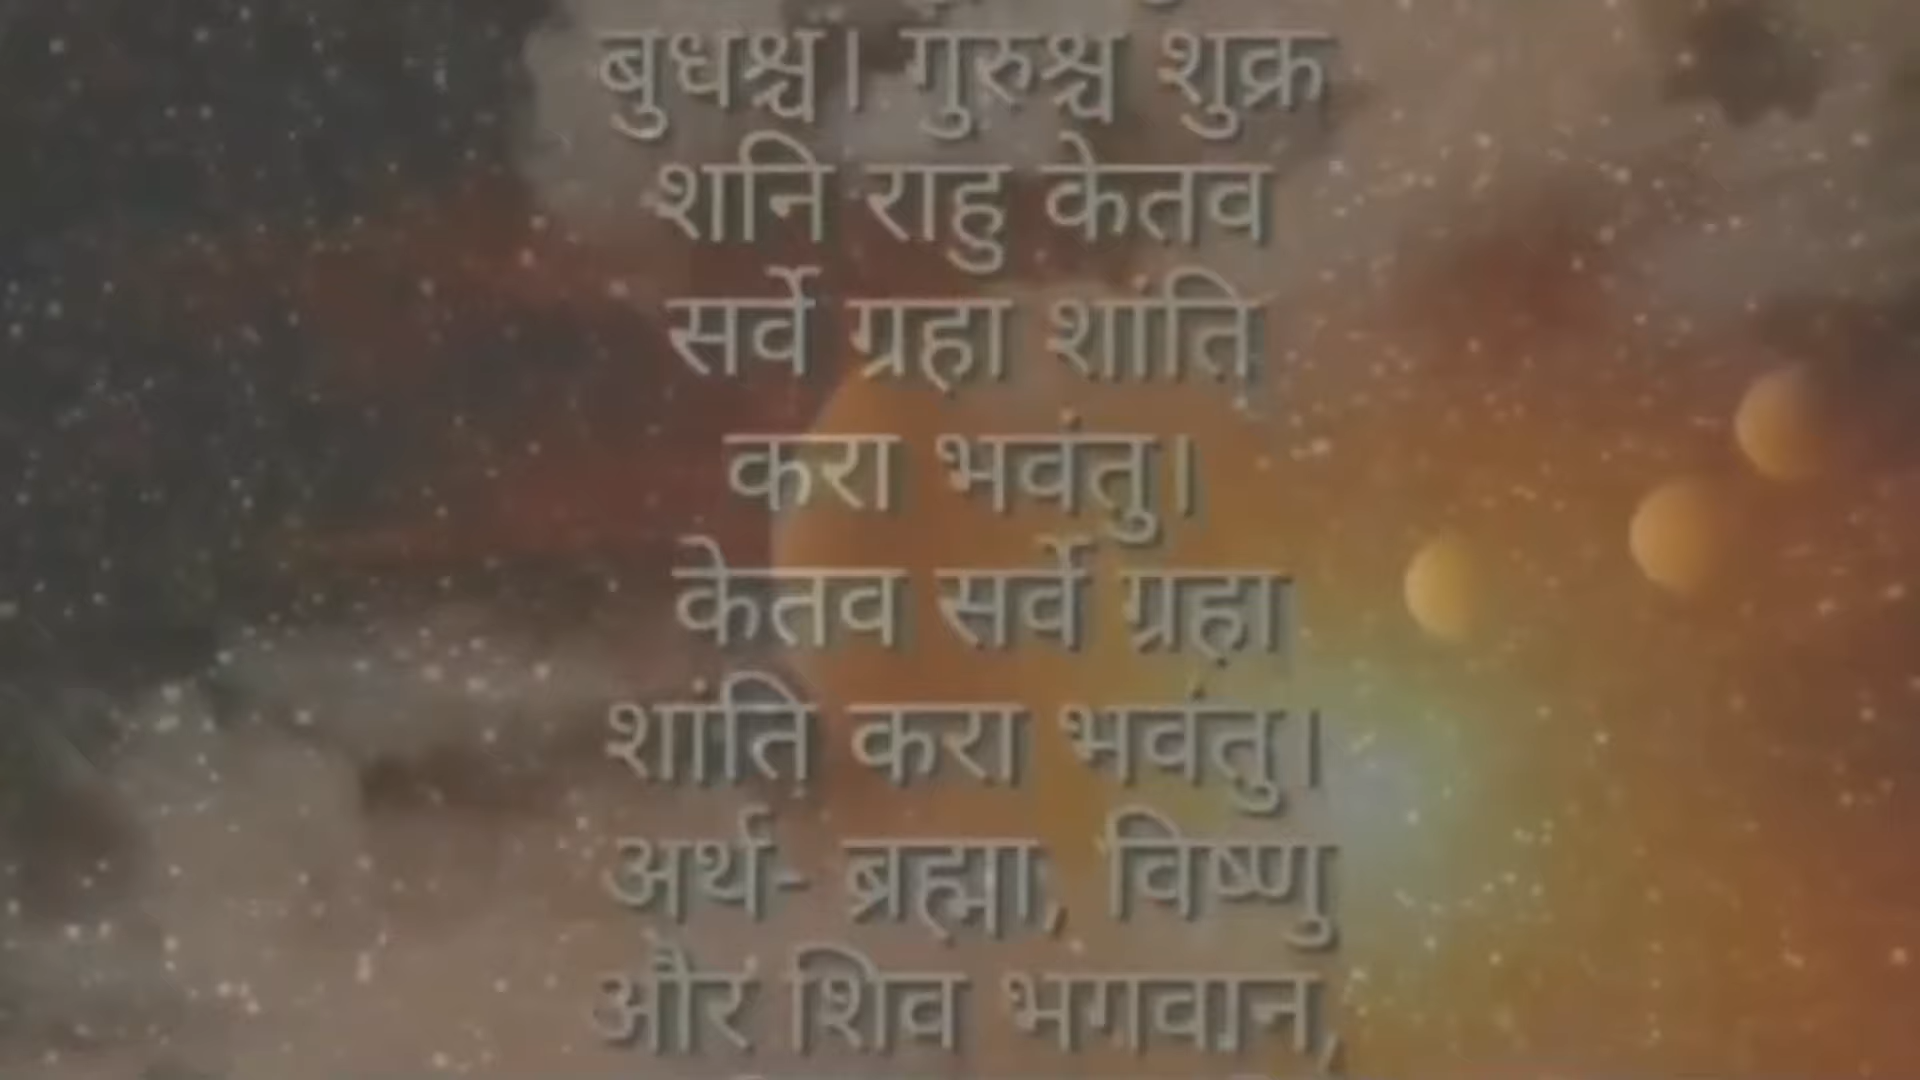 बुधश्च। गुरुश्च शुक्र
शनि राहु केतव
सर्वे ग्रहा शांति
करा भवंतु।
केतव सर्वे ग्रहा
शांति करा भवंतु।
अर्थ- ब्रह्मा, विष्णु
और शिव भगवान,